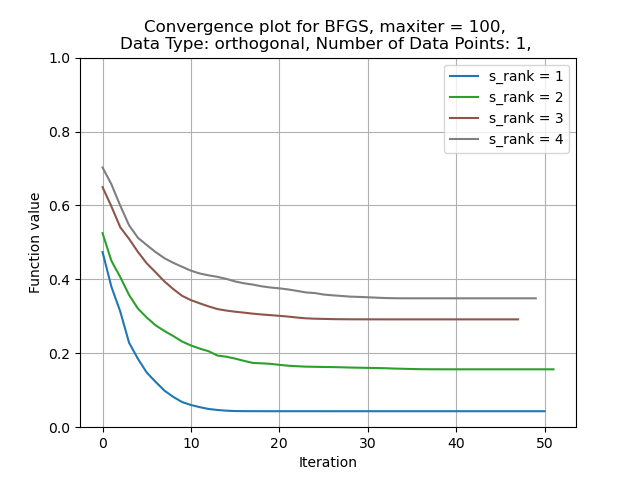 Convergence plot for BFGS, maxiter = 100,
Data Type: orthogonal, Number of Data Points: 1,
s_rank = 1
s_rank = 2
s_rank = 3
s_rank = 4
Function value
1.0
0.8
0.6
0.4
0.2
0.0
0 10 20 30 40 50
Iteration